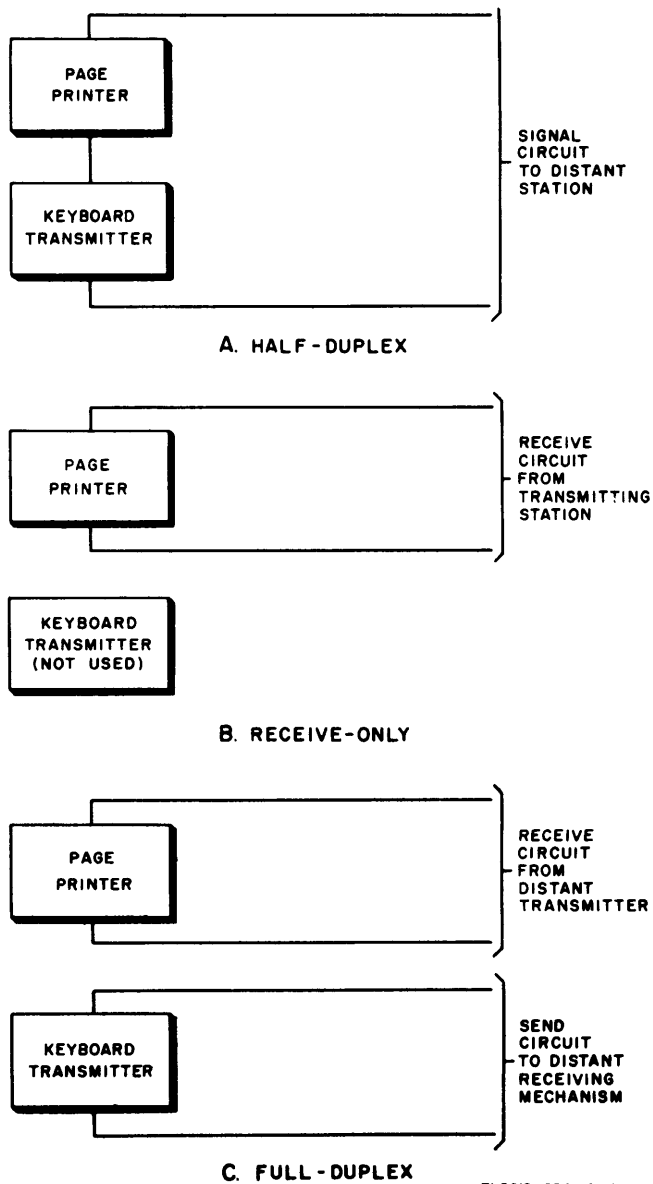 PAGE
PRINTER
KEYBOARD
TRANSMITTER
SIGNAL
CIRCUIT
TO DISTANT
STATION
A. HALF-DUPLEX
PAGE
PRINTER
RECEIVE
CIRCUIT
FROM
TRANSMITTING
STATION
KEYBOARD
TRANSMITTER
(NOT USED)
B. RECEIVE-ONLY
PAGE
PRINTER
RECEIVE
CIRCUIT
FROM
DISTANT
TRANSMITTER
KEYBOARD
TRANSMITTER
SEND
CIRCUIT
TO DISTANT
RECEIVING
MECHANISM
C. FULL-DUPLEX